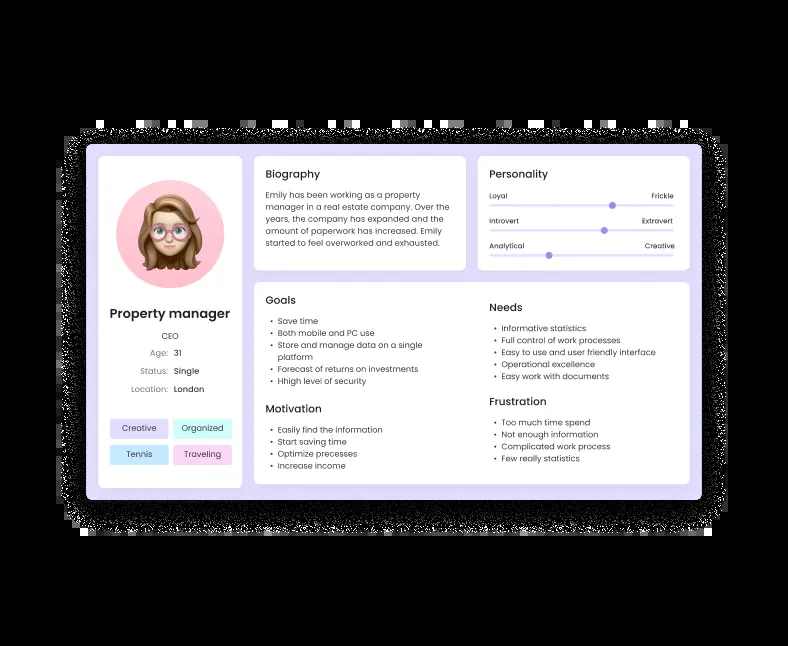 Property manager
CEO
Age: 31
Status: Single
Location: London
Creative
Organized
Tennis
Traveling
Biography
Emily has been working as a property
manager in a real estate company. Over the
years, the company has expanded and the
amount of paperwork has increased. Emily
started to feel overworked and exhausted.
Personality
Loyal Frickle
Introvert Extravert
Analytical Creative
Goals
• Save time
• Both mobile and PC use
• Store and manage data on a single
platform
• Forecast of returns on investments
• Hhigh level of security
Motivation
• Easily find the information
• Start saving time
• Optimize precesses
• Increase income
Needs
• Informative statistics
• Full control of work processes
• Easy to use and user friendly interface
• Operational excellence
• Easy work with documents
Frustration
• Too much time spend
• Not enough information
• Complicated work process
• Few really statistics